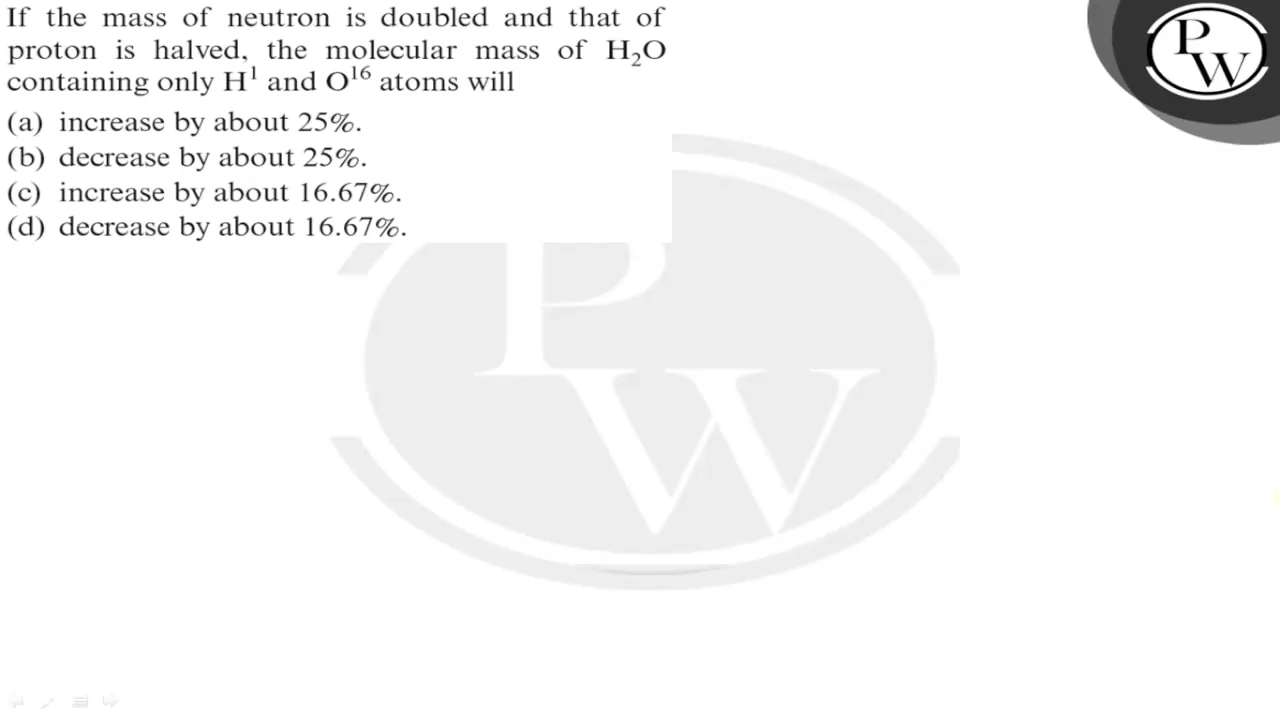 If the mass of neutron is doubled and that of
proton is halved, the molecular mass of H₂O
containing only H¹ and O¹⁶ atoms will
(a) increase by about 25%.
(b) decrease by about 25%.
(c) increase by about 16.67%.
(d) decrease by about 16.67%.
PW
PW